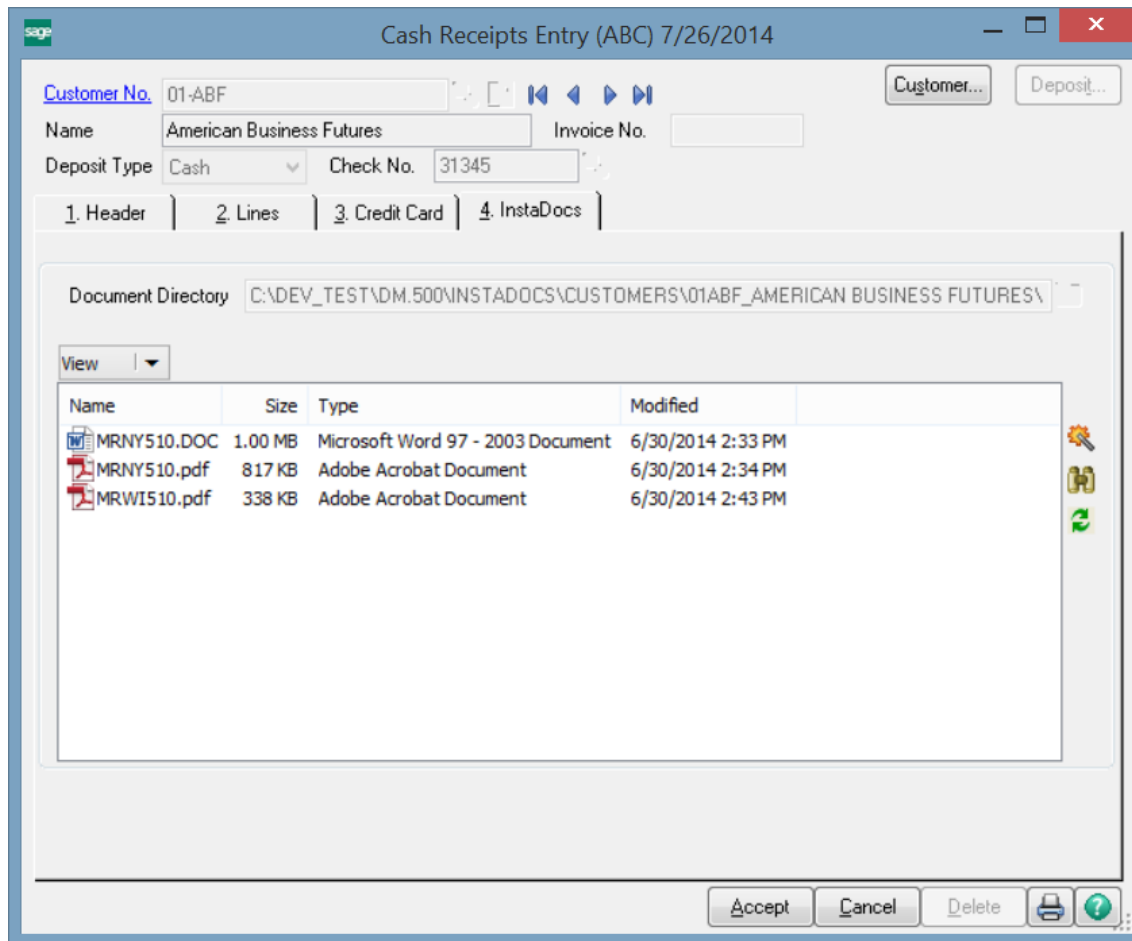 sage Cash Receipts Entry (ABC) 7/26/2014
Customer No. 01-ABF Customer... Deposit...
Name American Business Futures Invoice No.
Deposit Type Cash Check No. 31345
1. Header 2. Lines 3. Credit Card 4. InstaDocs
Document Directory C:\DEV_TEST\DM.500\INSTADOCS\CUSTOMERS\01ABF_AMERICAN BUSINESS FUTURES\
View
Name Size Type Modified
MRNY510.DOC 1.00 MB Microsoft Word 97 - 2003 Document 6/30/2014 2:33 PM
MRNY510.pdf 817 KB Adobe Acrobat Document 6/30/2014 2:34 PM
MRWI510.pdf 338 KB Adobe Acrobat Document 6/30/2014 2:43 PM
Accept Cancel Delete